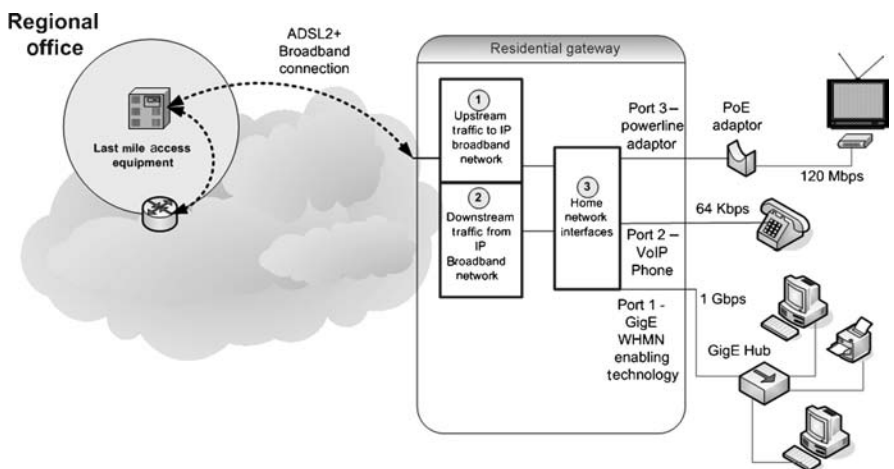 Regional
office
ADSL2+
Broadband
connection
Last mile access
equipment
Residential gateway
1
Upstream
traffic to IP
broadband
network
2
Downstream
traffic from
IP
Broadband
network
3
Home
network
interfaces
Port 3 –
powerline
adaptor
PoE
adaptor
120 Mbps
64 Kbps
Port 2 –
VoIP
Phone
1 Gbps
Port 1 -
GigE
WHMN
enabling
technology
GigE Hub